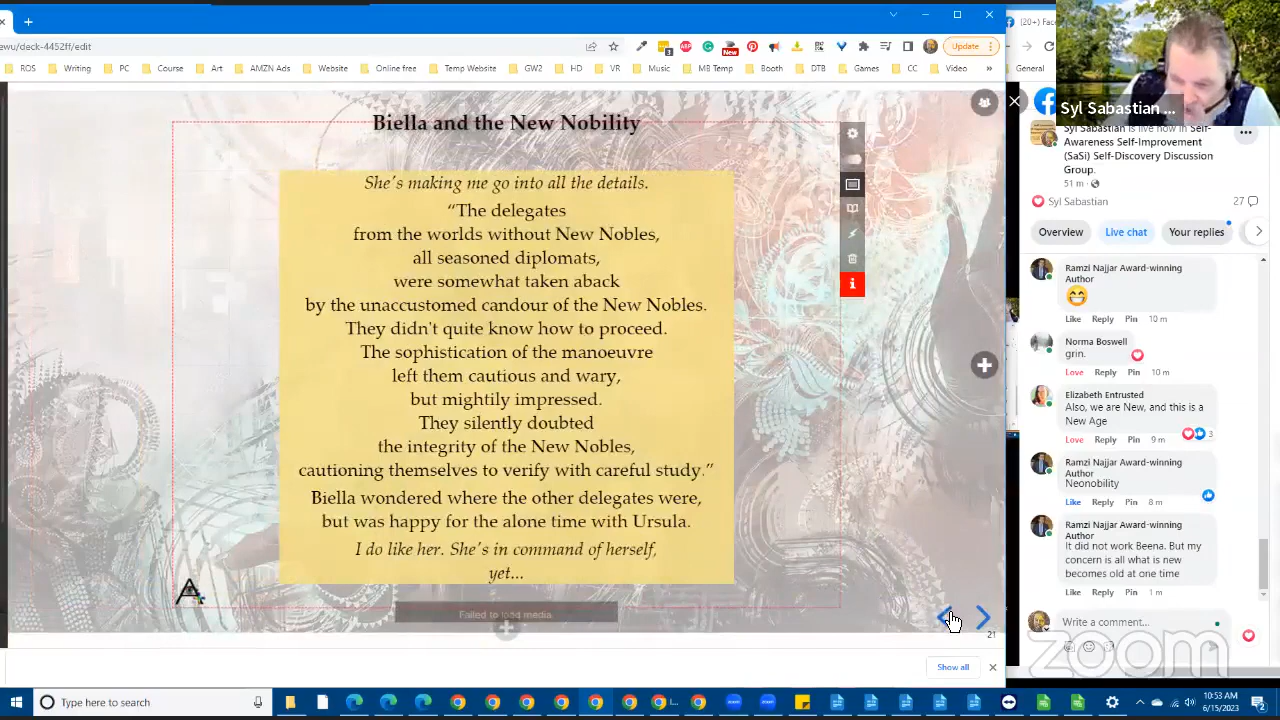 ewu/deck-4452ff/edit
Update
(20+) Fac
ROS
Writing
PC
Course
Art
AMZN Ads
Website
Online free
Temp Website
GW2
HD
VR
Music
MB Temp
Booth
DTB
Games
CC
Video
General
Biella and the New Nobility
She's making me go into all the details.
“The delegates
from the worlds without New Nobles,
all seasoned diplomats,
were somewhat taken aback
by the unaccustomed candour of the New Nobles.
They didn't quite know how to proceed.
The sophistication of the manoeuvre
left them cautious and wary,
but mightily impressed.
They silently doubted
the integrity of the New Nobles,
cautioning themselves to verify with careful study.”
Biella wondered where the other delegates were,
but was happy for the alone time with Ursula.
I do like her. She's in command of herself,
yet...
Failed to load media.
21
Show all
Syl Sabastian ...
Syl Sabastian is live now in Self-
Awareness Self-Improvement
(SaSi) Self-Discovery Discussion
Group.
51 m
Syl Sabastian
27
Overview
Live chat
Your replies
Ramzi Najjar Award-winning
Author
Like Reply Pin 10 m
Norma Boswell
grin.
Love Reply Pin 10 m
Elizabeth Entrusted
Also, we are New, and this is a
New Age
3
Love Reply Pin 9 m
Ramzi Najjar Award-winning
Author
Neonobility
Like Reply Pin 8 m
Ramzi Najjar Award-winning
Author
It did not work Beena. But my
concern is all what is new
becomes old at one time
Like Reply Pin 1 m
Write a comment...
zoom
Type here to search
10:53 AM
6/15/2023
2